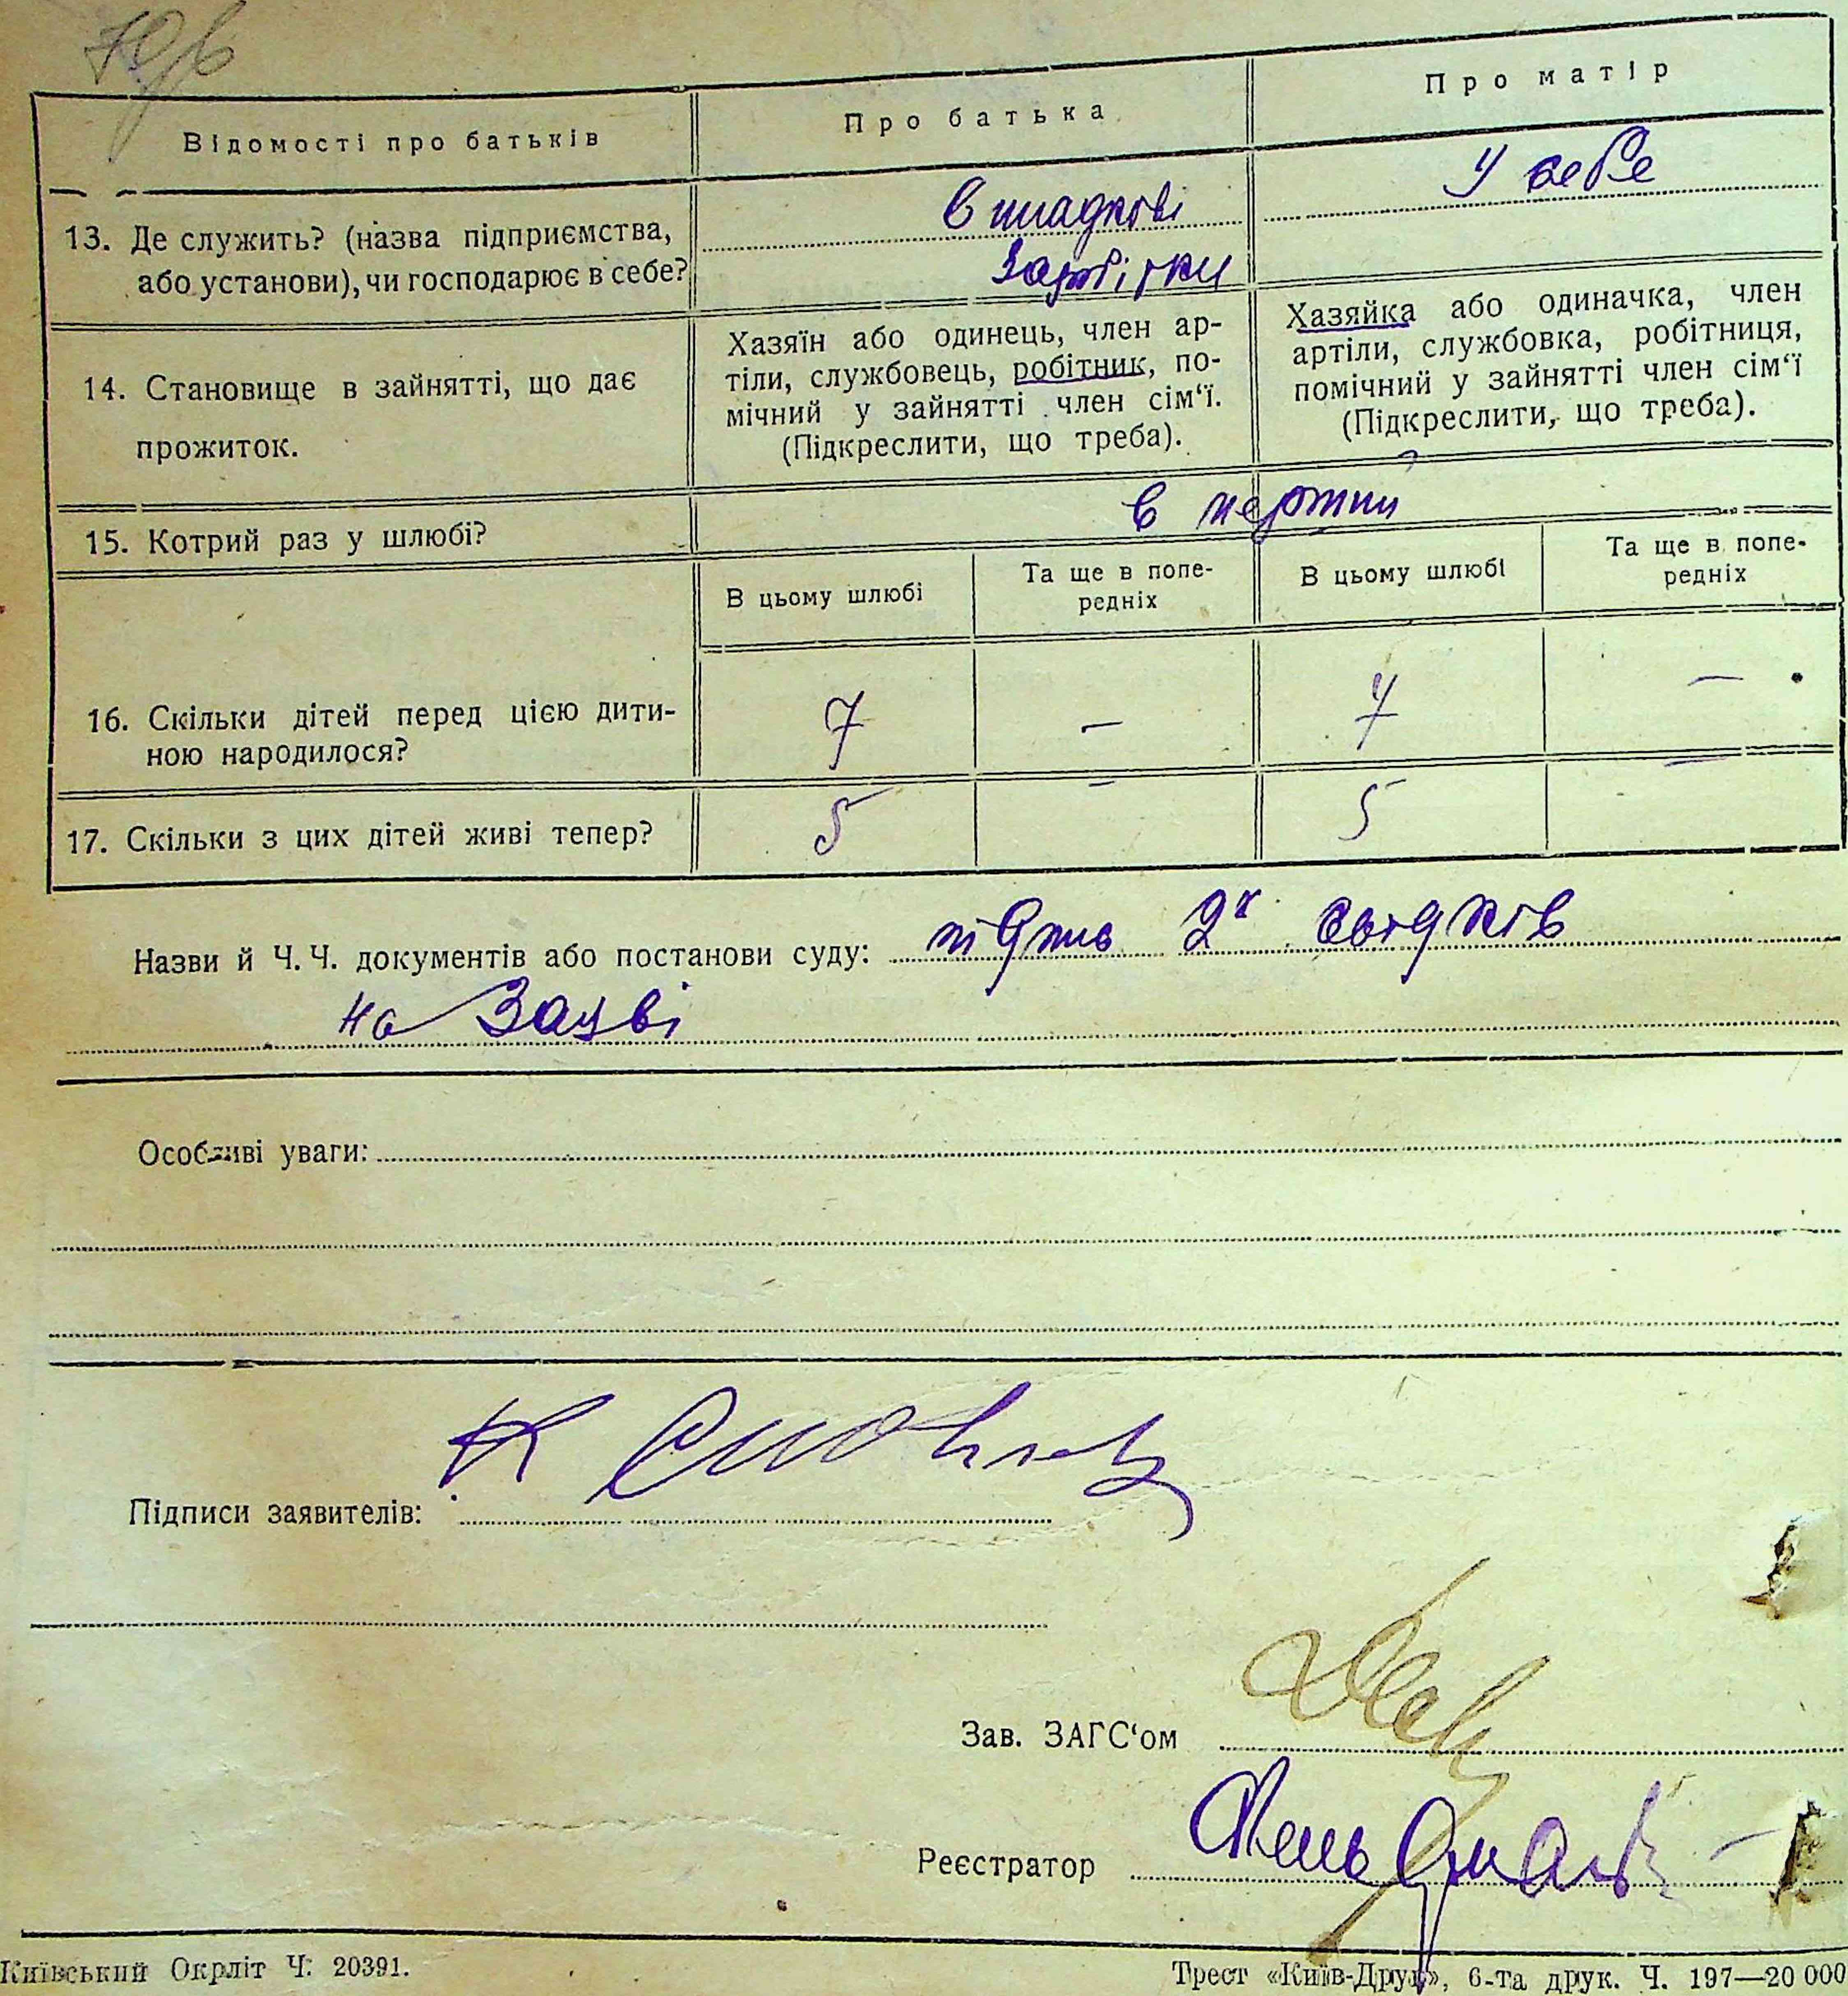 Відомості про батьків
Про батька
Про матір
13. Де служить? (назва підприємства,
або установи), чи господарює в себе?
Випадкові
Заробітки
У себе
14. Становище в зайнятті, що дає
прожиток.
Хазяїн або одинець, член ар-
тіли, службовець, робітник, по-
мічний у зайнятті член сім‘ї.
(Підкреслити, що треба).
Хазяйка або одиначка, член
артіли, службовка, робітниця,
помічний у зайнятті член сім‘ї
(Підкреслити, що треба).
15. Котрий раз у шлюбі?
в
В цьому шлюбі
Та ще в попе-
редніх
В цьому шлюбі
Та ще в попе-
редніх
16. Скільки дітей перед цією дити-
ною народилося?
7 — 7 —
17. Скільки з цих дітей живі тепер?
5 — 5 —
Назви й Ч. Ч. документів або постанови суду: підпис 2х свідків
на Заяві
Особливі уваги:
Підписи заявителів:
Зав. ЗАГС‘ом
Реєстратор
Київський Окрліт Ч. 20391.
Трест «Київ-Друк», 6-та друк. Ч. 197—20 000